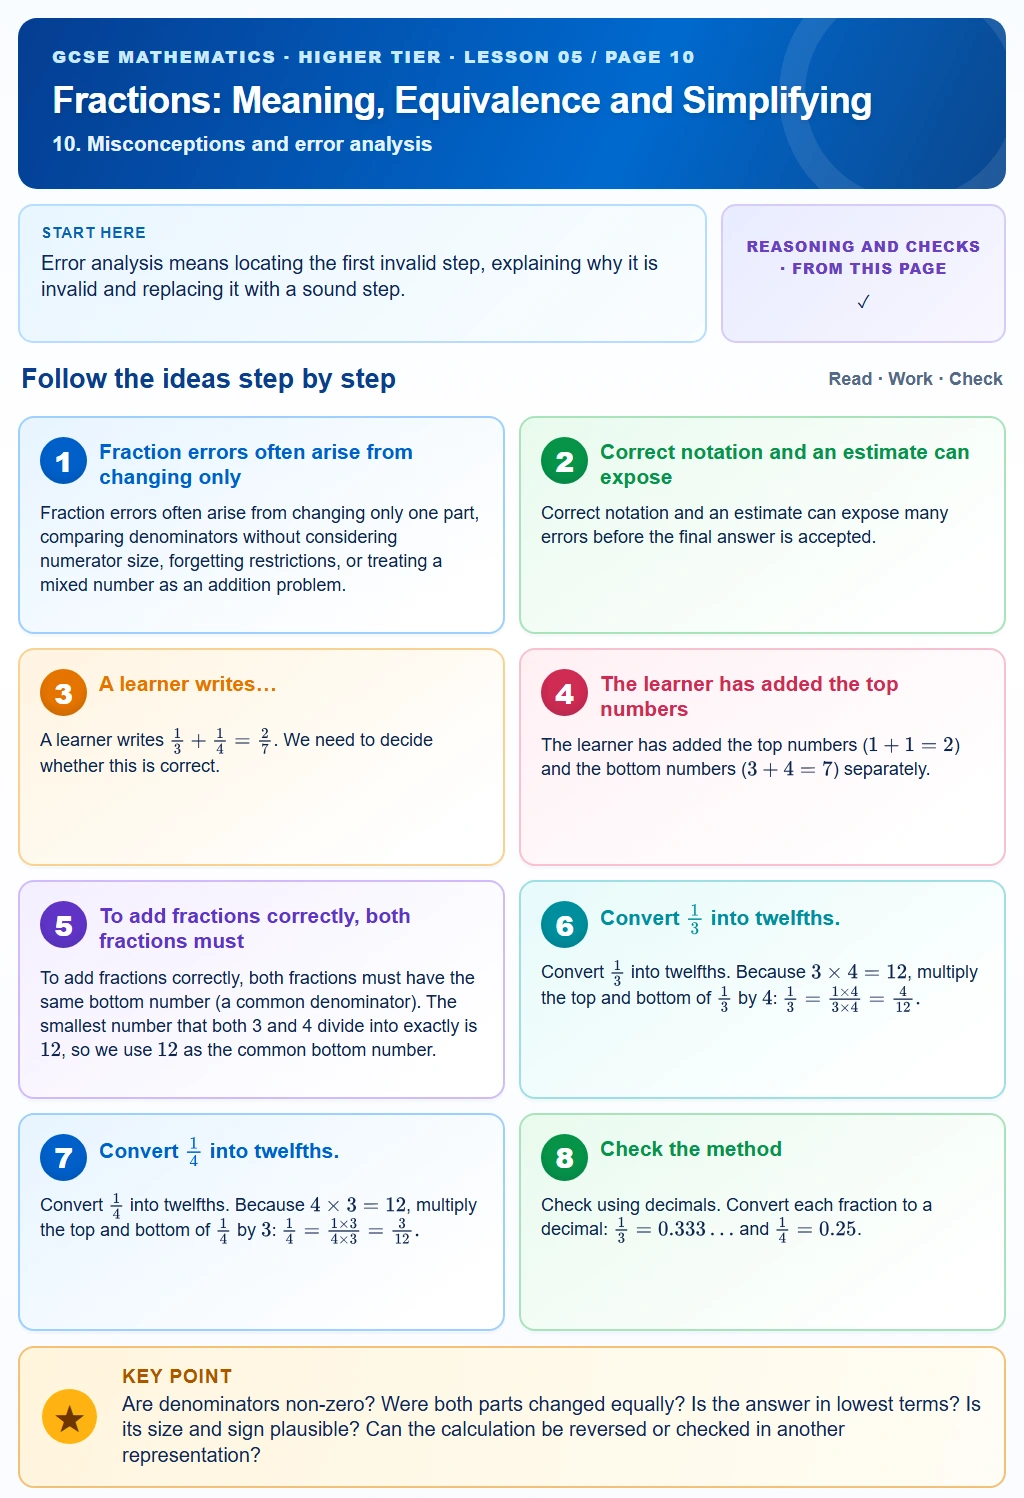 GCSE MATHEMATICS · HIGHER TIER · LESSON 05 / PAGE 10
Fractions: Meaning, Equivalence and Simplifying
10. Misconceptions and error analysis
START HERE
Error analysis means locating the first invalid step, explaining why it is
invalid and replacing it with a sound step.
REASONING AND CHECKS
· FROM THIS PAGE
✓
Follow the ideas step by step
Read · Work · Check
1
Fraction errors often arise from
changing only
Fraction errors often arise from changing only one part,
comparing denominators without considering
numerator size, forgetting restrictions, or treating a
mixed number as an addition problem.
2
Correct notation and an estimate can
expose
Correct notation and an estimate can expose many
errors before the final answer is accepted.
3
A learner writes…
A learner writes 1/3 + 1/4 = 2/7. We need to decide
whether this is correct.
4
The learner has added the top
numbers
The learner has added the top numbers (1 + 1 = 2)
and the bottom numbers (3 + 4 = 7) separately.
5
To add fractions correctly, both
fractions must
To add fractions correctly, both fractions must have the
same bottom number (a common denominator). The
smallest number that both 3 and 4 divide into exactly is
12, so we use 12 as the common bottom number.
6
Convert 1/3 into twelfths.
Convert 1/3 into twelfths. Because 3 × 4 = 12, multiply
the top and bottom of 1/3 by 4: 1/3 = 1×4/3×4 = 4/12.
7
Convert 1/4 into twelfths.
Convert 1/4 into twelfths. Because 4 × 3 = 12, multiply
the top and bottom of 1/4 by 3: 1/4 = 1×3/4×3 = 3/12.
8
Check the method
Check using decimals. Convert each fraction to a
decimal: 1/3 = 0.333… and 1/4 = 0.25.
★
KEY POINT
Are denominators non-zero? Were both parts changed equally? Is the answer in lowest terms? Is
its size and sign plausible? Can the calculation be reversed or checked in another
representation?